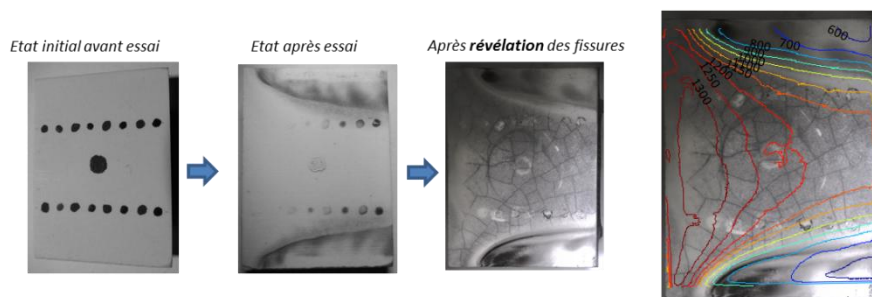 Etat initial avant essai
Etat après essai
Après révélation des fissures
600
700
800
1200
1250
1300